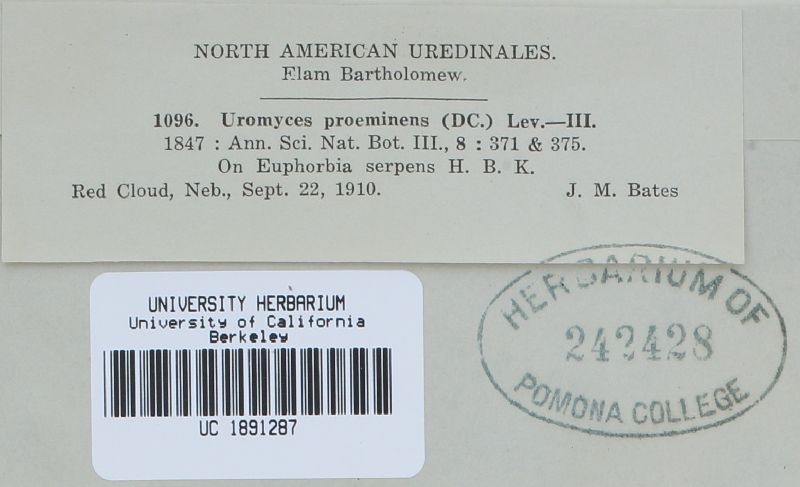 NORTH AMERICAN UREDINALES.
Elam Bartholomew.
1096. Uromyces proeminens (DC.) Lev.—III.
1847 : Ann. Sci. Nat. Bot. III., 8 : 371 & 375.
On Euphorbia serpens H. B. K.
Red Cloud, Neb., Sept. 22, 1910. J. M. Bates
HERBARIUM OF
242428
POMONA COLLEGE
UNIVERSITY HERBARIUM
University of California
Berkeley
UC 1891287